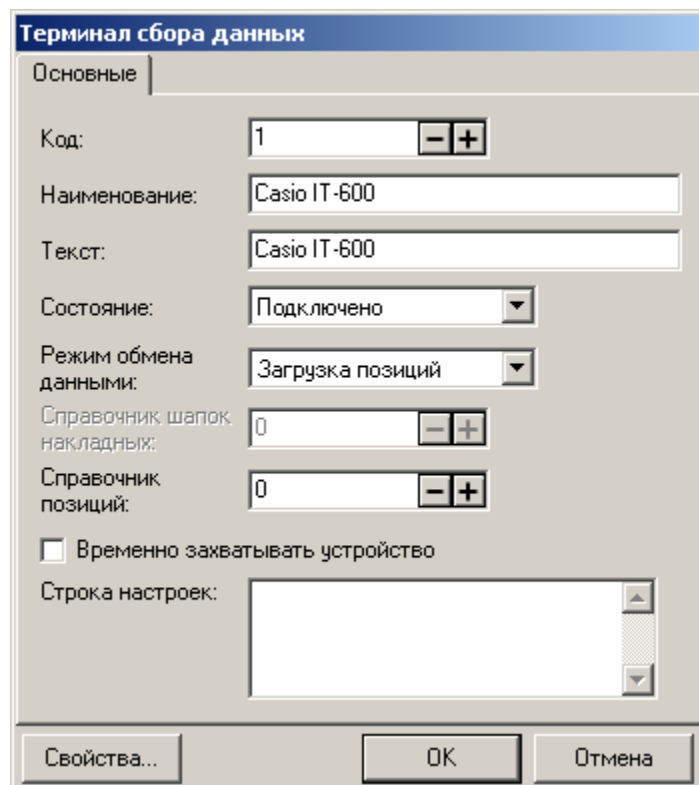 Терминал сбора данных
Основные
Код: 1
Наименование: Casio IT-600
Текст: Casio IT-600
Состояние: Подключено
Режим обмена
данными: Загрузка позиций
Справочник шапок
накладных: 0
Справочник
позиций: 0
Временно захватывать устройство
Строка настроек:
Свойства... OK Отмена